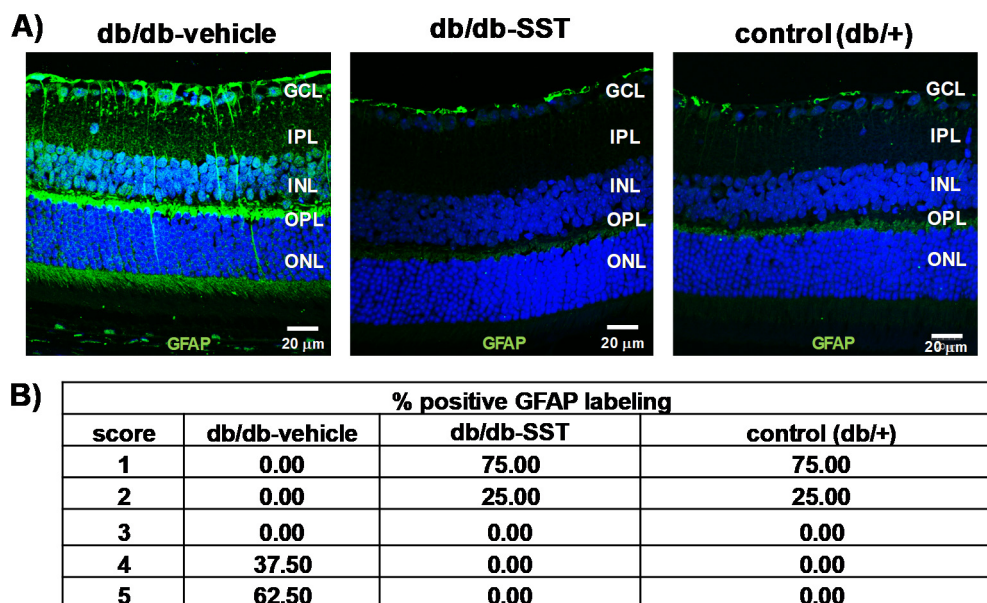 A)
db/db-vehicle db/db-SST control (db/+)
GCL GCL
IPL IPL IPL
INL INL INL
OPL OPL OPL
ONL ONL ONL
GCL
GFAP 20 µm GFAP 20 µm GFAP 20 µm
B)
% positive GFAP labeling
score db/db-vehicle db/db-SST control (db/+)
1 0.00 75.00 75.00
2 0.00 25.00 25.00
3 0.00 0.00 0.00
4 37.50 0.00 0.00
5 62.50 0.00 0.00